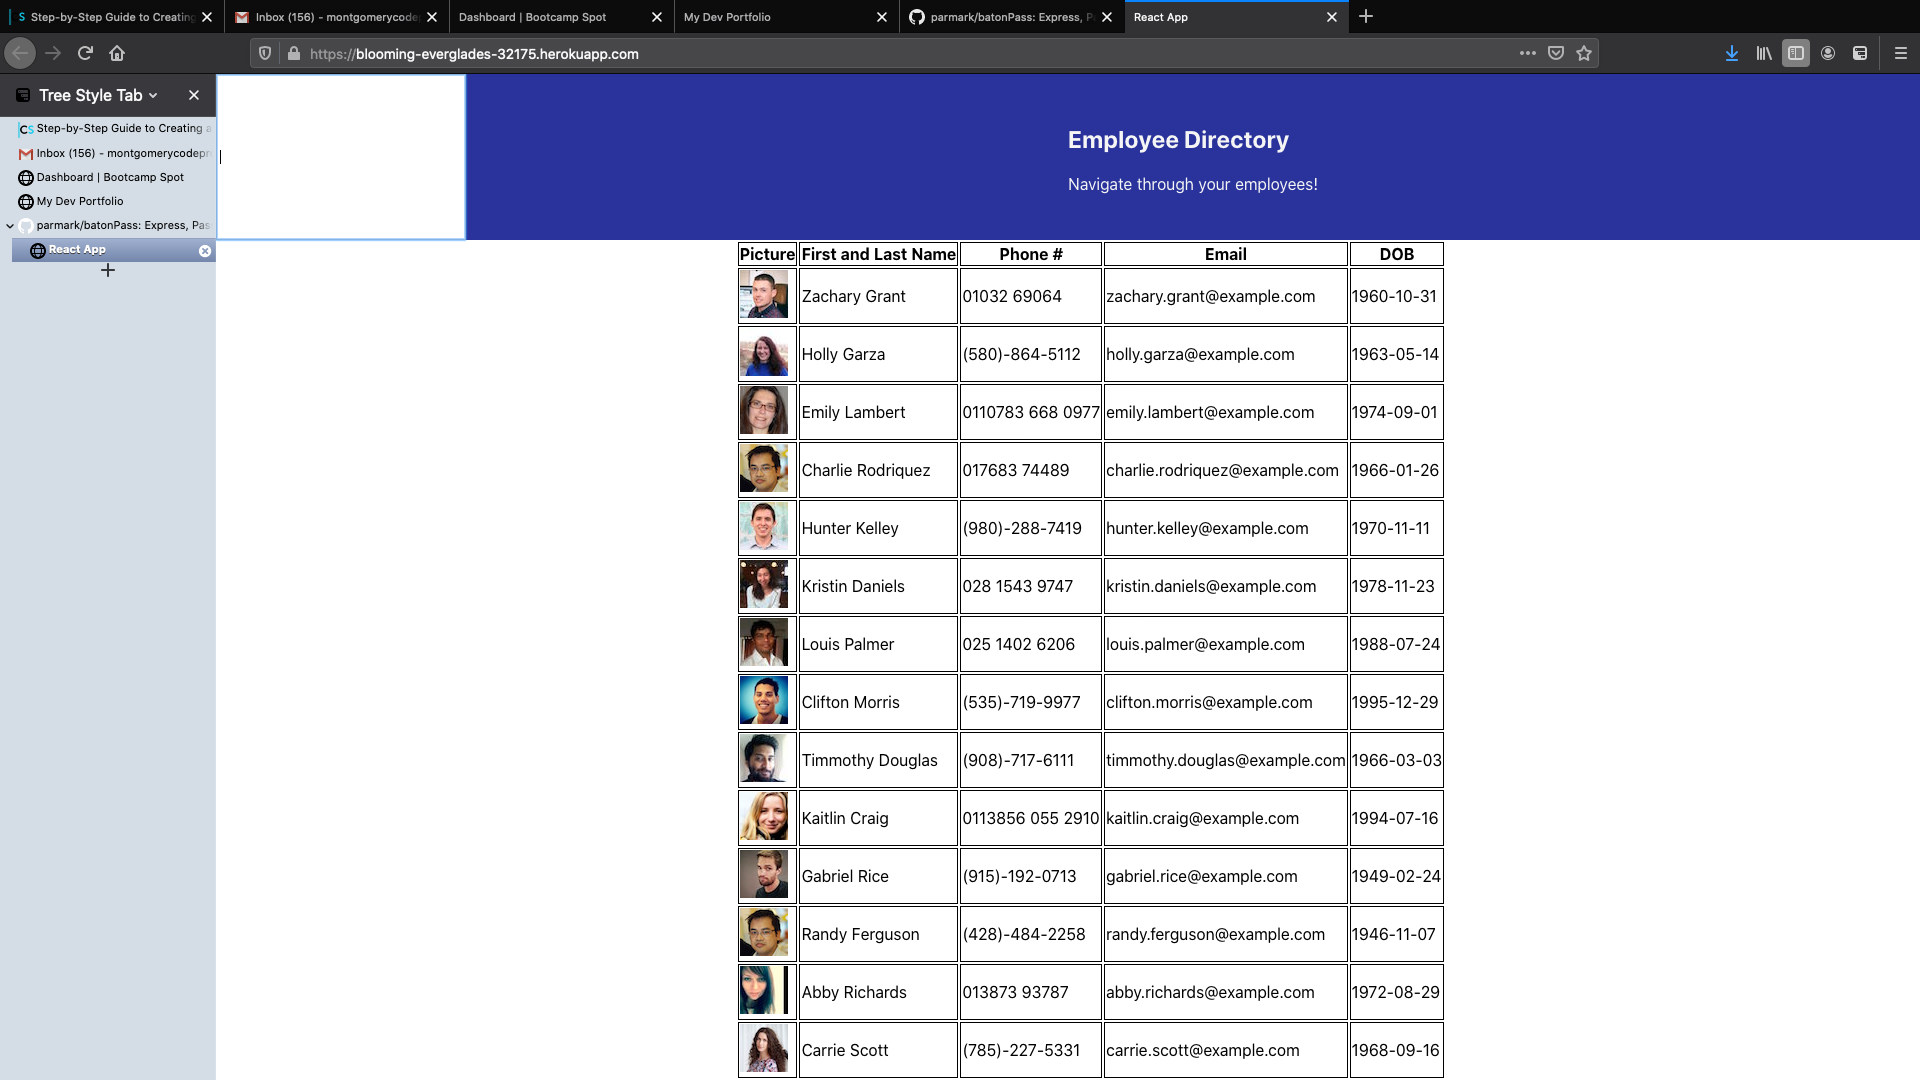 Step-by-Step Guide to Creating
Inbox (156) - montgomerycode
Dashboard | Bootcamp Spot
My Dev Portfolio
parmark/batonPass: Express, P
React App
https://blooming-everglades-32175.herokuapp.com
Tree Style Tab
CS Step-by-Step Guide to Creating a
Inbox (156) - montgomerycodepr
Dashboard | Bootcamp Spot
My Dev Portfolio
parmark/batonPass: Express, Pas
React App
Employee Directory
Navigate through your employees!
Picture First and Last Name Phone # Email DOB
Zachary Grant 01032 69064 zachary.grant@example.com 1960-10-31
Holly Garza (580)-864-5112 holly.garza@example.com 1963-05-14
Emily Lambert 0110783 668 0977 emily.lambert@example.com 1974-09-01
Charlie Rodriquez 017683 74489 charlie.rodriquez@example.com 1966-01-26
Hunter Kelley (980)-288-7419 hunter.kelley@example.com 1970-11-11
Kristin Daniels 028 1543 9747 kristin.daniels@example.com 1978-11-23
Louis Palmer 025 1402 6206 louis.palmer@example.com 1988-07-24
Clifton Morris (535)-719-9977 clifton.morris@example.com 1995-12-29
Timmothy Douglas (908)-717-6111 timmothy.douglas@example.com 1966-03-03
Kaitlin Craig 0113856 055 2910 kaitlin.craig@example.com 1994-07-16
Gabriel Rice (915)-192-0713 gabriel.rice@example.com 1949-02-24
Randy Ferguson (428)-484-2258 randy.ferguson@example.com 1946-11-07
Abby Richards 013873 93787 abby.richards@example.com 1972-08-29
Carrie Scott (785)-227-5331 carrie.scott@example.com 1968-09-16